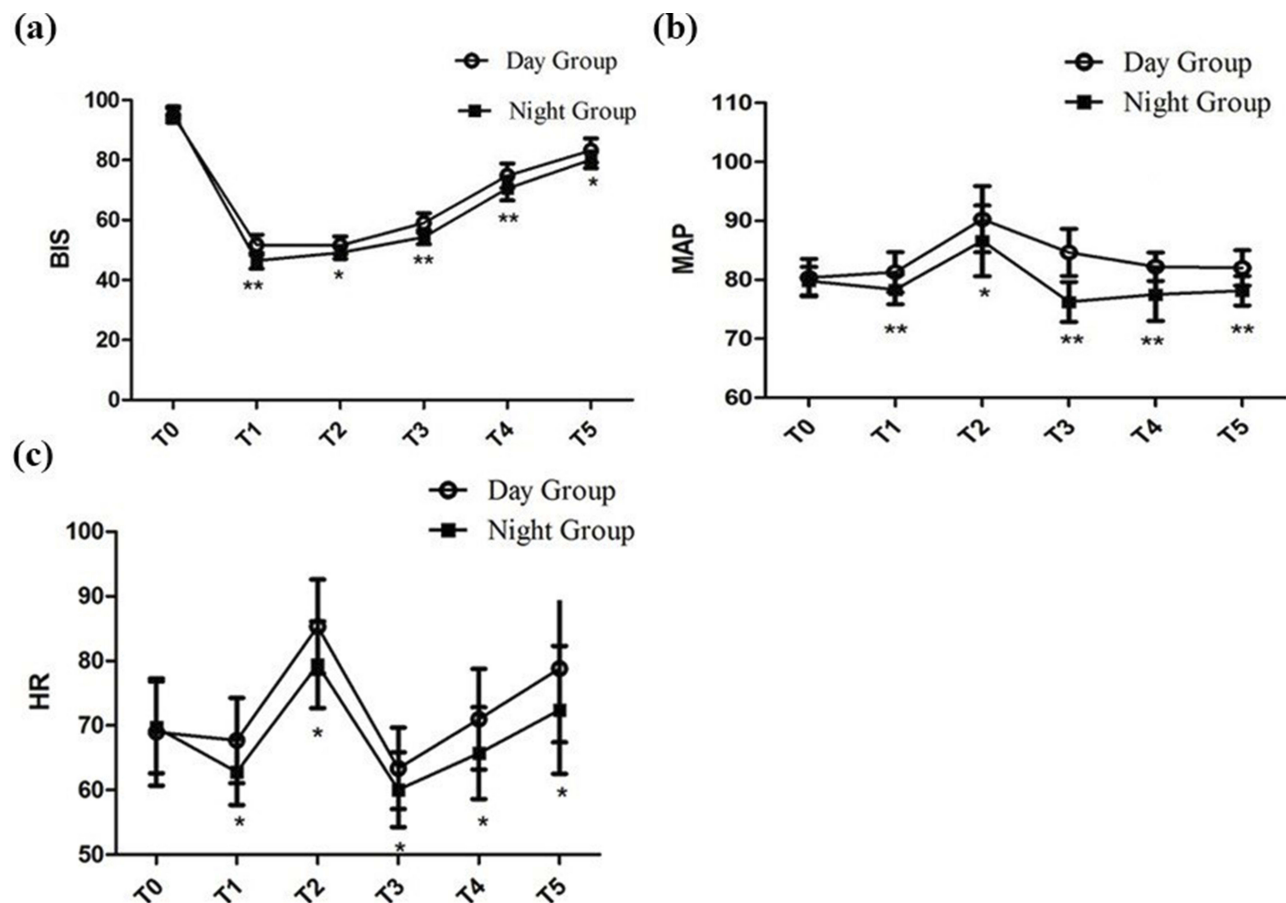 (a)
Day Group
Night Group
BIS
100
80
60
40
20
0
**
*
**
**
*
T0 T1 T2 T3 T4 T5
(b)
Day Group
Night Group
MAP
110
100
90
80
70
60
**
*
**
**
**
T0 T1 T2 T3 T4 T5
(c)
Day Group
Night Group
HR
100
90
80
70
60
50
*
*
*
*
*
T0 T1 T2 T3 T4 T5